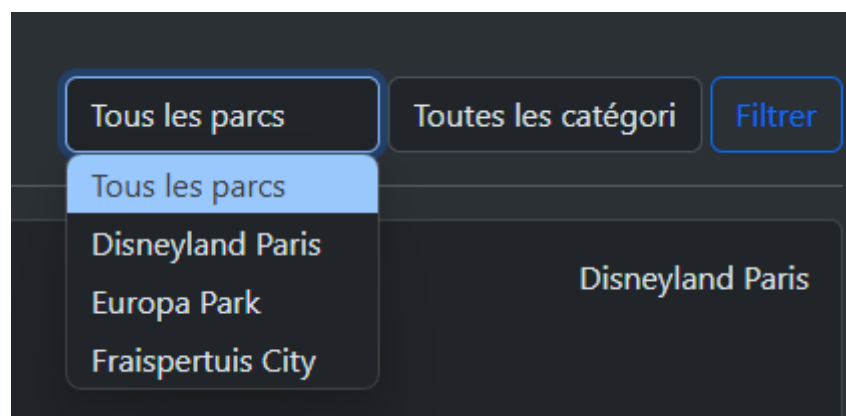 Tous les parcs Toutes les catégori Filtrer
Tous les parcs
Disneyland Paris
Europa Park
Fraispertuis City
Disneyland Paris